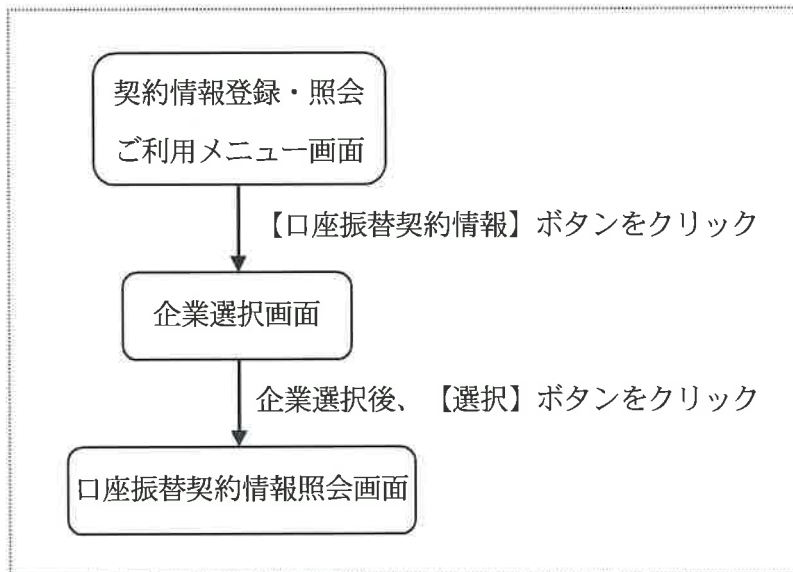 契約情報登録・照会
ご利用メニュー画面
【口座振替契約情報】ボタンをクリック
企業選択画面
企業選択後、【選択】ボタンをクリック
口座振替契約情報照会画面